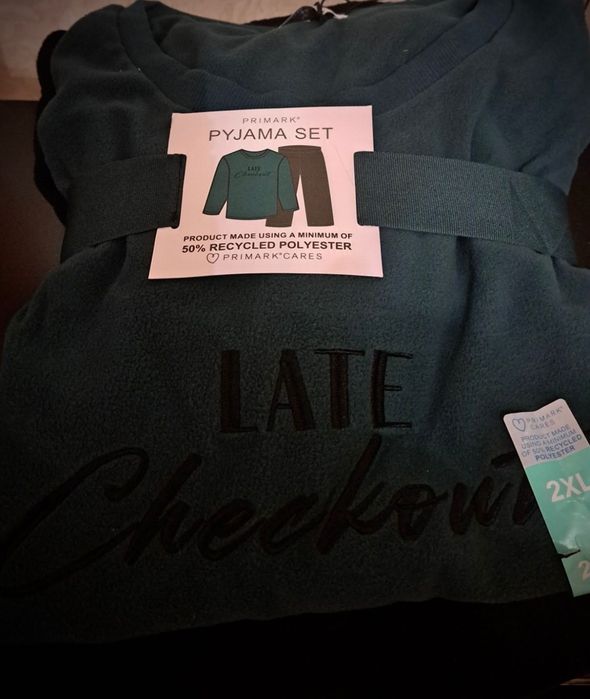 PRIMARK®
PYJAMA SET
LATE
Checkout
PRODUCT MADE USING A MINIMUM OF
50% RECYCLED POLYESTER
PRIMARK®CARES
LATE
Checkout
PRIMARK®
CARES
PRODUCT MADE
USING A MINIMUM
OF 50% RECYCLED
POLYESTER
2XL
2